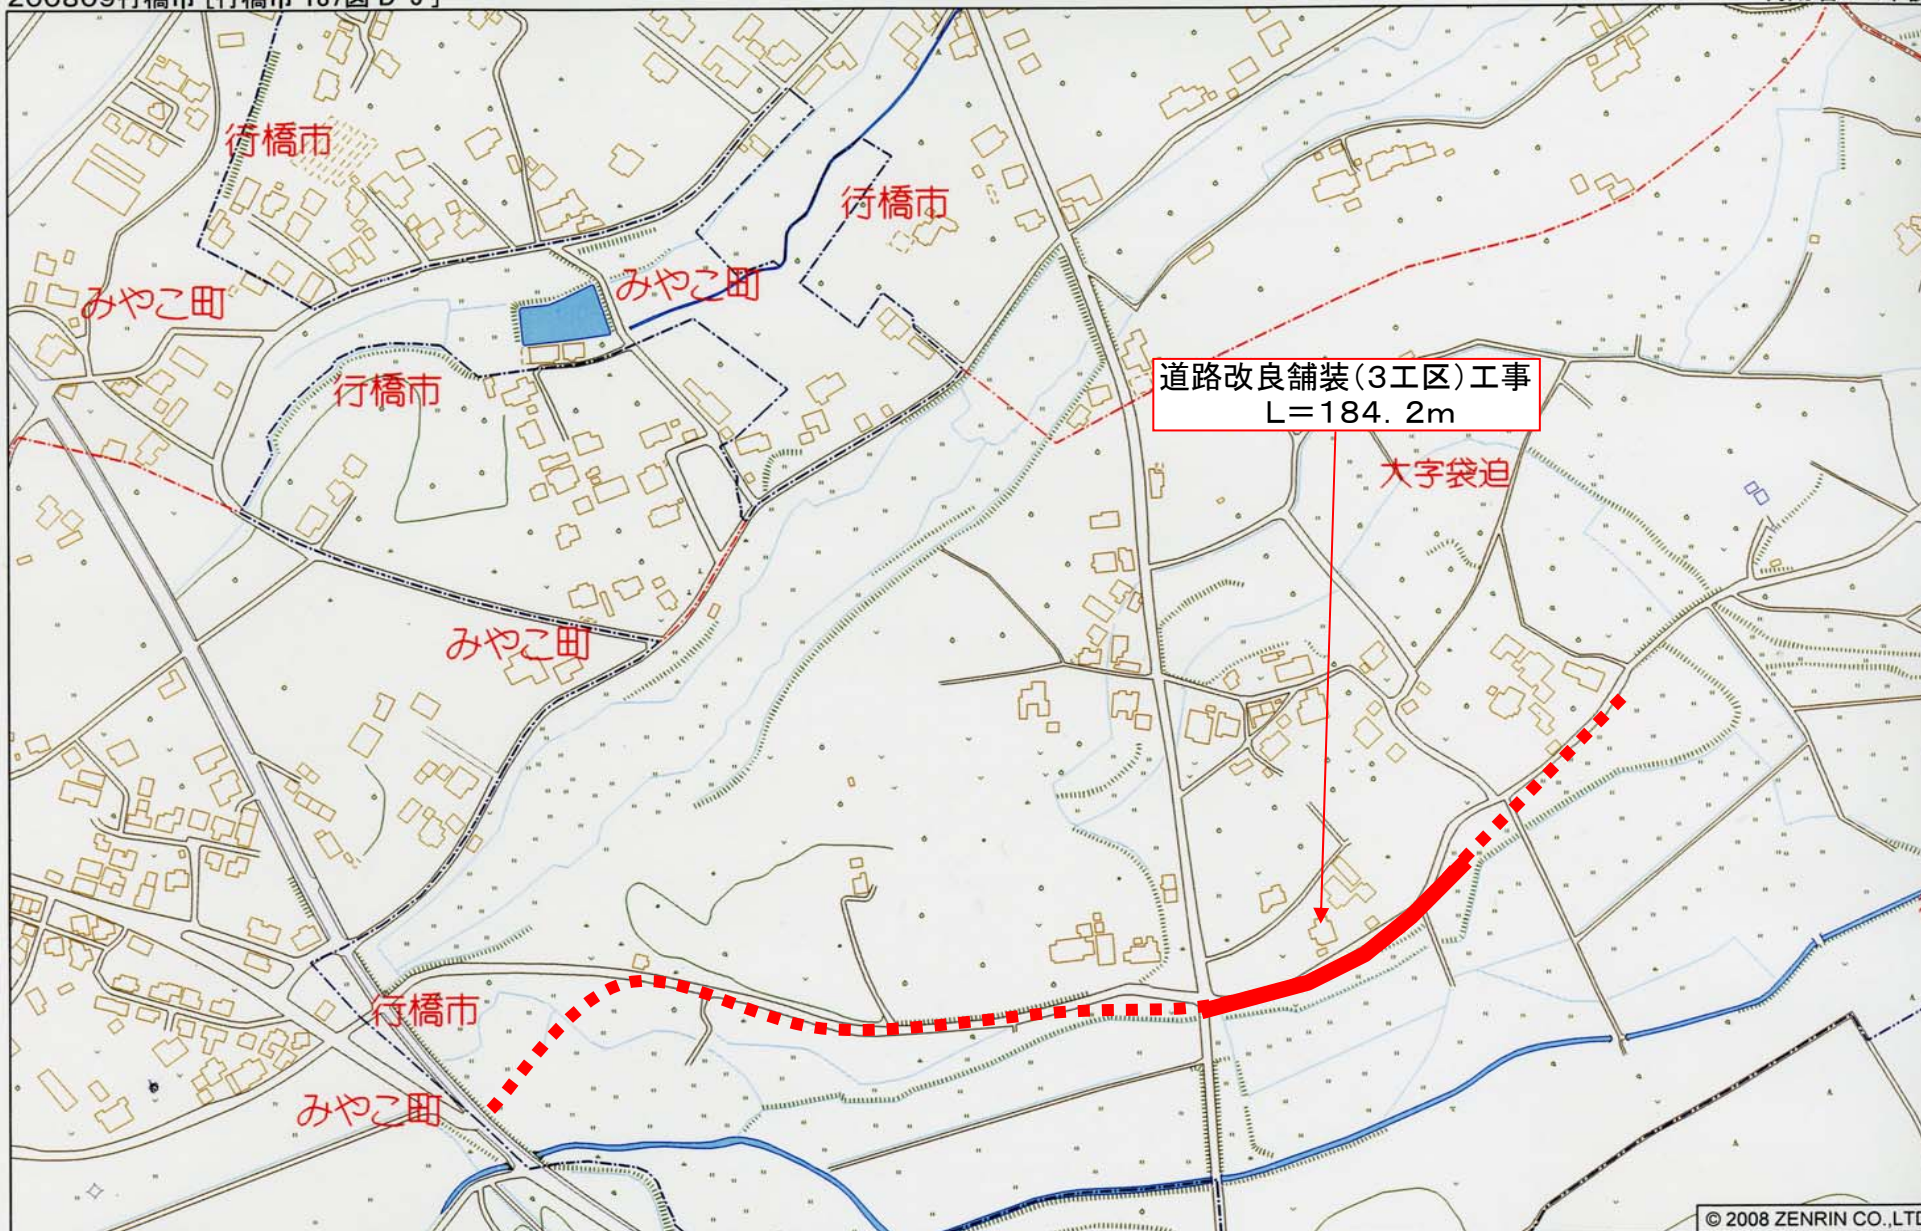 行橋市
行橋市
みやこ町
みやこ町
行橋市
道路改良舗装(3工区)工事
L=184. 2m
大字袋迫
みやこ町
行橋市
みやこ町
© 2008 ZENRIN CO.,LTD